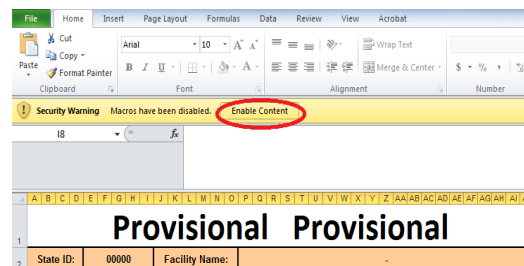 File Home Insert Page Layout Formulas Data Review View Acrobat
Cut
Copy
Format Painter
Paste
Arial 10 A A
B I U A
Wrap Text
Merge & Center
$ % ,
Clipboard Font Alignment Number
Security Warning Macros have been disabled. Enable Content
I8 fx
A B C D E F G H I J K L M N O P Q R S T U V W X Y Z AA AB AC AD AE AF AG AH AI
1 Provisional Provisional
2 State ID: 00000 Facility Name: -